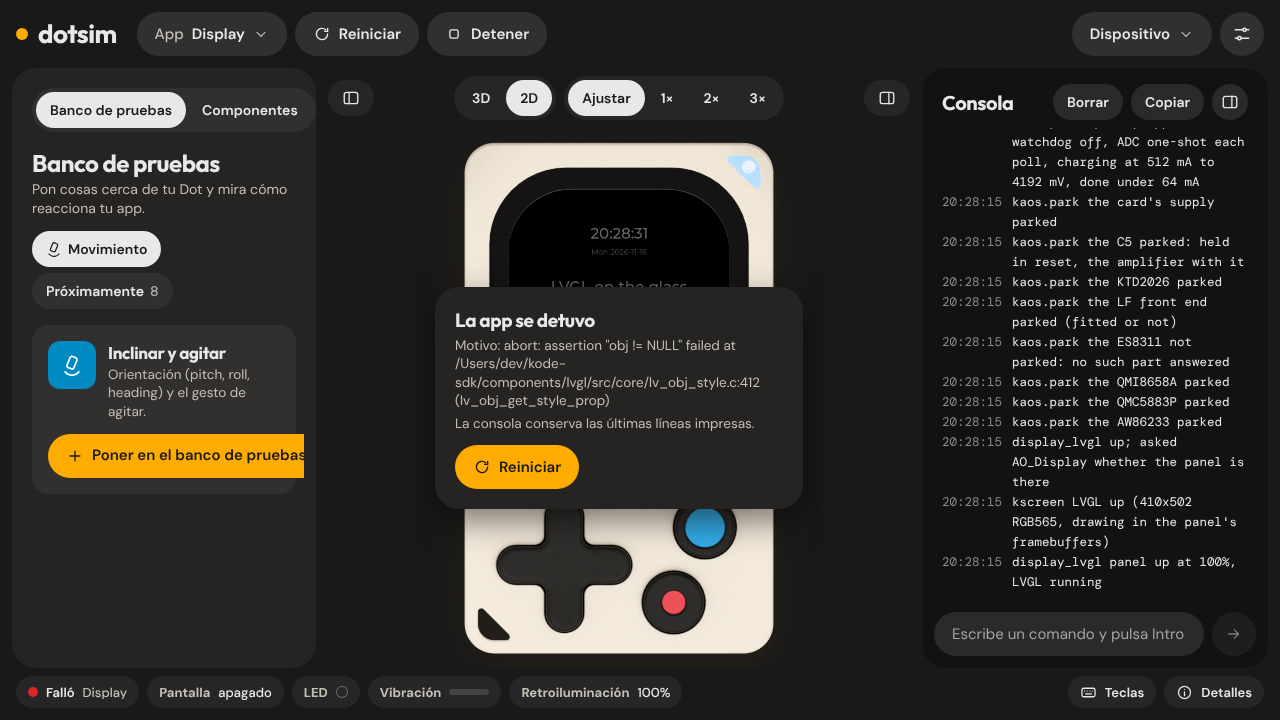 dotsim
App Display
Reiniciar
Detener
Dispositivo
Banco de pruebas
Componentes
Banco de pruebas
Pon cosas cerca de tu Dot y mira cómo
reacciona tu app.
Movimiento
Próximamente 8
Inclinar y agitar
Orientación (pitch, roll,
heading) y el gesto de
agitar.
Poner en el banco de pruebas
3D
2D
Ajustar
1×
2×
3×
20:28:31
Mon 2026-11-16
LVGL on the glass
La app se detuvo
Motivo: abort: assertion "obj != NULL" failed at
/Users/dev/kode-
sdk/components/lvgl/src/core/lv_obj_style.c:412
(lv_obj_get_style_prop)
La consola conserva las últimas líneas impresas.
Reiniciar
Consola
Borrar
Copiar
watchdog off, ADC one-shot each
poll, charging at 512 mA to
4192 mV, done under 64 mA
20:28:15 kaos.park the card's supply
parked
20:28:15 kaos.park the C5 parked: held
in reset, the amplifier with it
20:28:15 kaos.park the KTD2026 parked
20:28:15 kaos.park the LF front end
parked (fitted or not)
20:28:15 kaos.park the ES8311 not
parked: no such part answered
20:28:15 kaos.park the QMI8658A parked
20:28:15 kaos.park the QMC5883P parked
20:28:15 kaos.park the AW86233 parked
20:28:15 display_lvgl up; asked
AO_Display whether the panel is
there
20:28:15 kscreen LVGL up (410x502
RGB565, drawing in the panel's
framebuffers)
20:28:15 display_lvgl panel up at 100%,
LVGL running
Escribe un comando y pulsa Intro
Falló Display
Pantalla apagado
LED
Vibración
Retroiluminación 100%
Teclas
Detalles